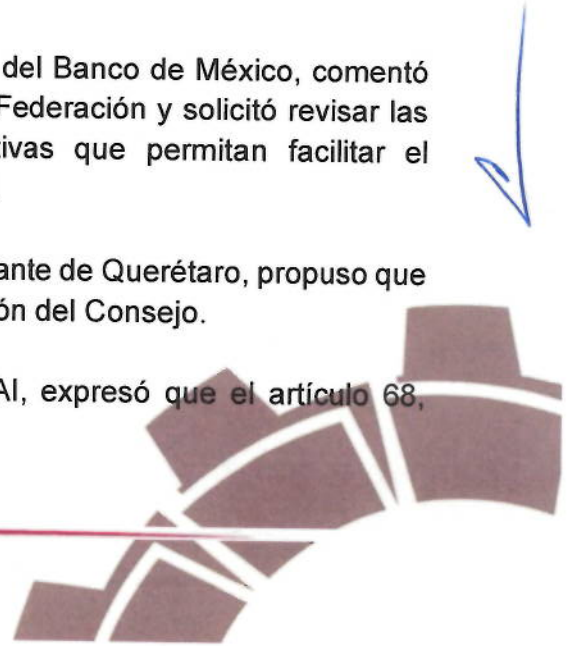 del Banco de México, comentó
Federación y solicitó revisar las
tivas que permitan facilitar el
ante de Querétaro, propuso que
ón del Consejo.
AI, expresó que el artículo 68,